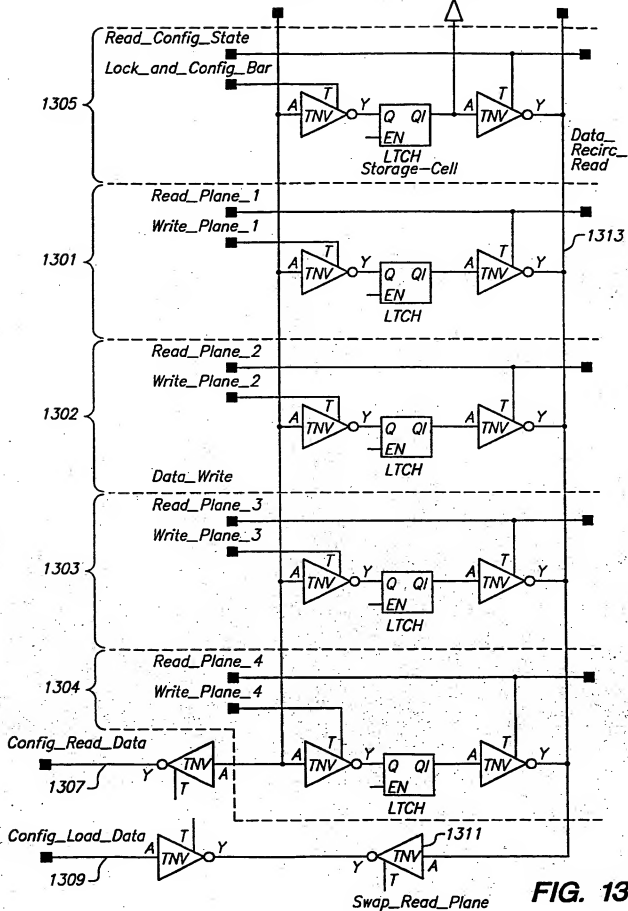 Read_Config_State
Lock_and_Config_Bar
1305
T
T
A TNV Y Q QI A TNV Y
EN
LTCH
Storage-Cell
Data_
Recirc_
Read
Read_Plane_1
Write_Plane_1
1301
1313
T
T
A TNV Y Q QI A TNV Y
EN
LTCH
Read_Plane_2
Write_Plane_2
1302
T
T
A TNV Y Q QI A TNV Y
EN
LTCH
Data_Write
Read_Plane_3
Write_Plane_3
1303
T
T
A TNV Y Q QI A TNV Y
EN
LTCH
Read_Plane_4
1304
Write_Plane_4
T
T
Config_Read_Data
Y TNV A A TNV Y Q QI A TNV Y
1307
T
EN
LTCH
Config_Load_Data
T
1311
A TNV Y Y TNV A
1309
T
Swap_Read_Plane
FIG. 13